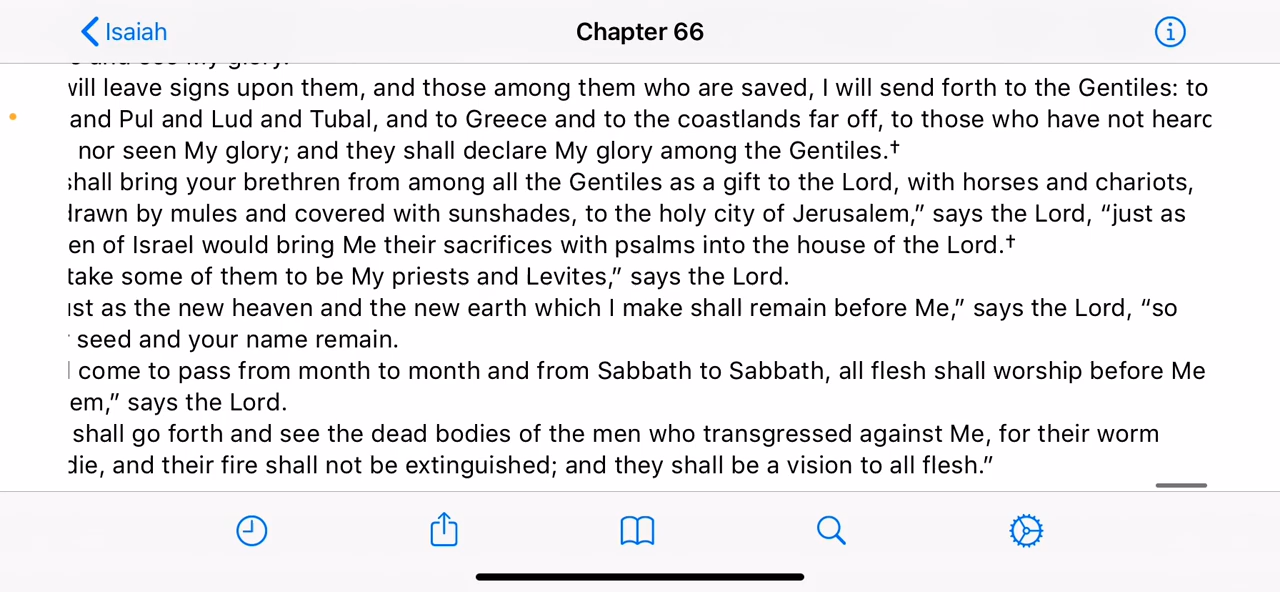 Isaiah
Chapter 66
and see My glory.
will leave signs upon them, and those among them who are saved, I will send forth to the Gentiles: to
and Pul and Lud and Tubal, and to Greece and to the coastlands far off, to those who have not heard
nor seen My glory; and they shall declare My glory among the Gentiles.†
shall bring your brethren from among all the Gentiles as a gift to the Lord, with horses and chariots,
drawn by mules and covered with sunshades, to the holy city of Jerusalem,” says the Lord, “just as
en of Israel would bring Me their sacrifices with psalms into the house of the Lord.†
take some of them to be My priests and Levites,” says the Lord.
ust as the new heaven and the new earth which I make shall remain before Me,” says the Lord, “so
seed and your name remain.
come to pass from month to month and from Sabbath to Sabbath, all flesh shall worship before Me
em,” says the Lord.
shall go forth and see the dead bodies of the men who transgressed against Me, for their worm
die, and their fire shall not be extinguished; and they shall be a vision to all flesh.”